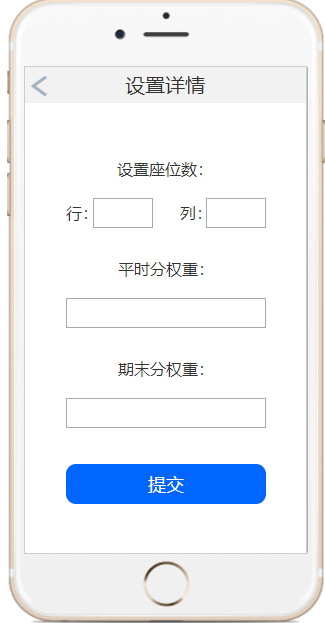 设置详情
设置座位数：
行： 列：
平时分权重：
期末分权重：
提交